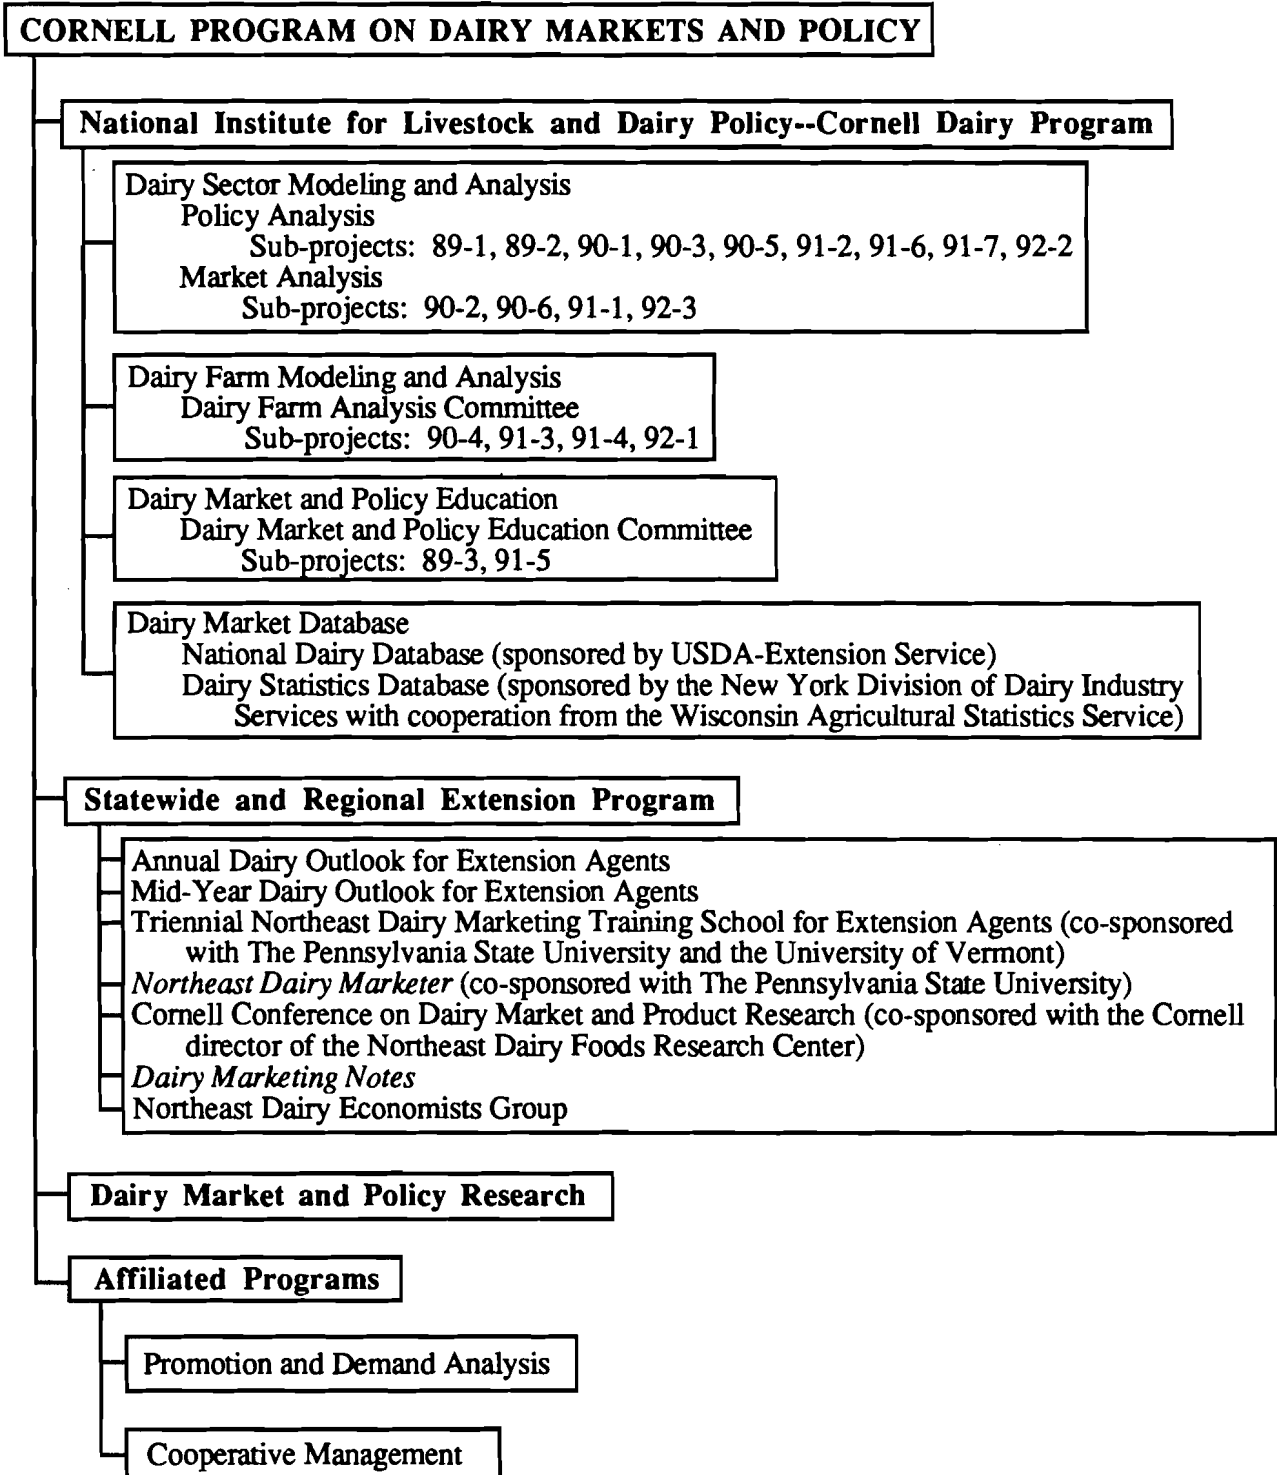 CORNELL PROGRAM ON DAIRY MARKETS AND POLICY
National Institute for Livestock and Dairy Policy--Cornell Dairy Program
Dairy Sector Modeling and Analysis
Policy Analysis
Sub-projects: 89-1, 89-2, 90-1, 90-3, 90-5, 91-2, 91-6, 91-7, 92-2
Market Analysis
Sub-projects: 90-2, 90-6, 91-1, 92-3
Dairy Farm Modeling and Analysis
Dairy Farm Analysis Committee
Sub-projects: 90-4, 91-3, 91-4, 92-1
Dairy Market and Policy Education
Dairy Market and Policy Education Committee
Sub-projects: 89-3, 91-5
Dairy Market Database
National Dairy Database (sponsored by USDA-Extension Service)
Dairy Statistics Database (sponsored by the New York Division of Dairy Industry
Services with cooperation from the Wisconsin Agricultural Statistics Service)
Statewide and Regional Extension Program
Annual Dairy Outlook for Extension Agents
Mid-Year Dairy Outlook for Extension Agents
Triennial Northeast Dairy Marketing Training School for Extension Agents (co-sponsored
with The Pennsylvania State University and the University of Vermont)
Northeast Dairy Marketer (co-sponsored with The Pennsylvania State University)
Cornell Conference on Dairy Market and Product Research (co-sponsored with the Cornell
director of the Northeast Dairy Foods Research Center)
Dairy Marketing Notes
Northeast Dairy Economists Group
Dairy Market and Policy Research
Affiliated Programs
Promotion and Demand Analysis
Cooperative Management